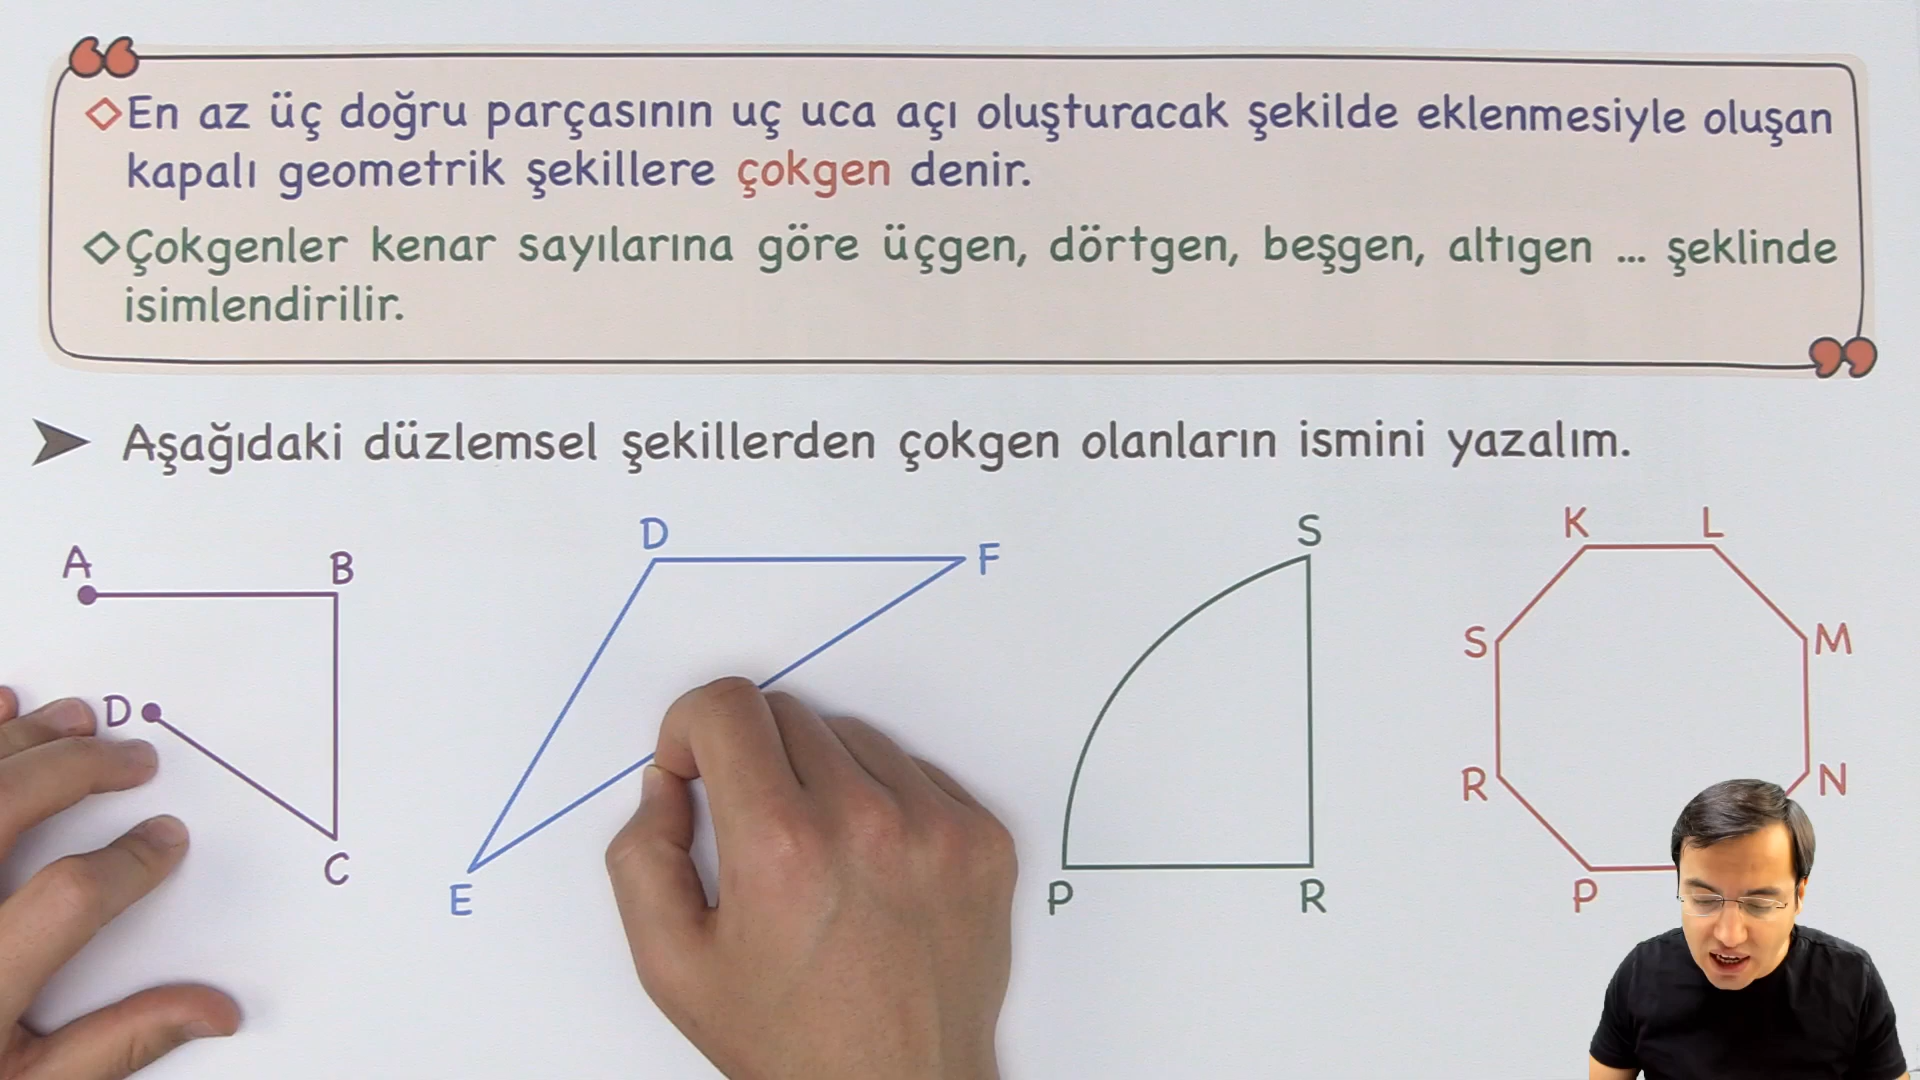 En az üç doğru parçasının uç uca açı oluşturacak şekilde eklenmesiyle oluşan
kapalı geometrik şekillere çokgen denir.
Çokgenler kenar sayılarına göre üçgen, dörtgen, beşgen, altıgen ... şeklinde
isimlendirilir.
Aşağıdaki düzlemsel şekillerden çokgen olanların ismini yazalım.
A B D C
D F E
S P R
K L S M R N P